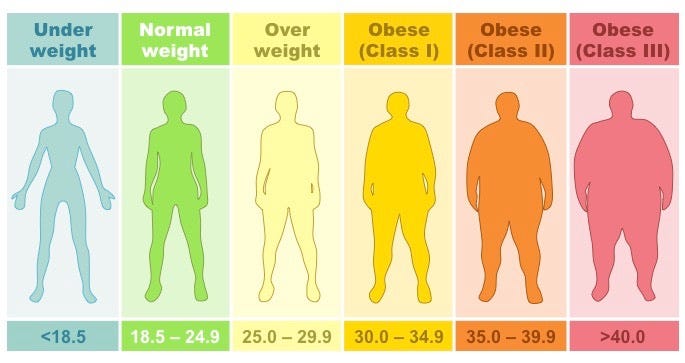 Under
weight
Normal
weight
Over
weight
Obese
(Class I)
Obese
(Class II)
Obese
(Class III)
<18.5
18.5 – 24.9
25.0 – 29.9
30.0 – 34.9
35.0 – 39.9
>40.0